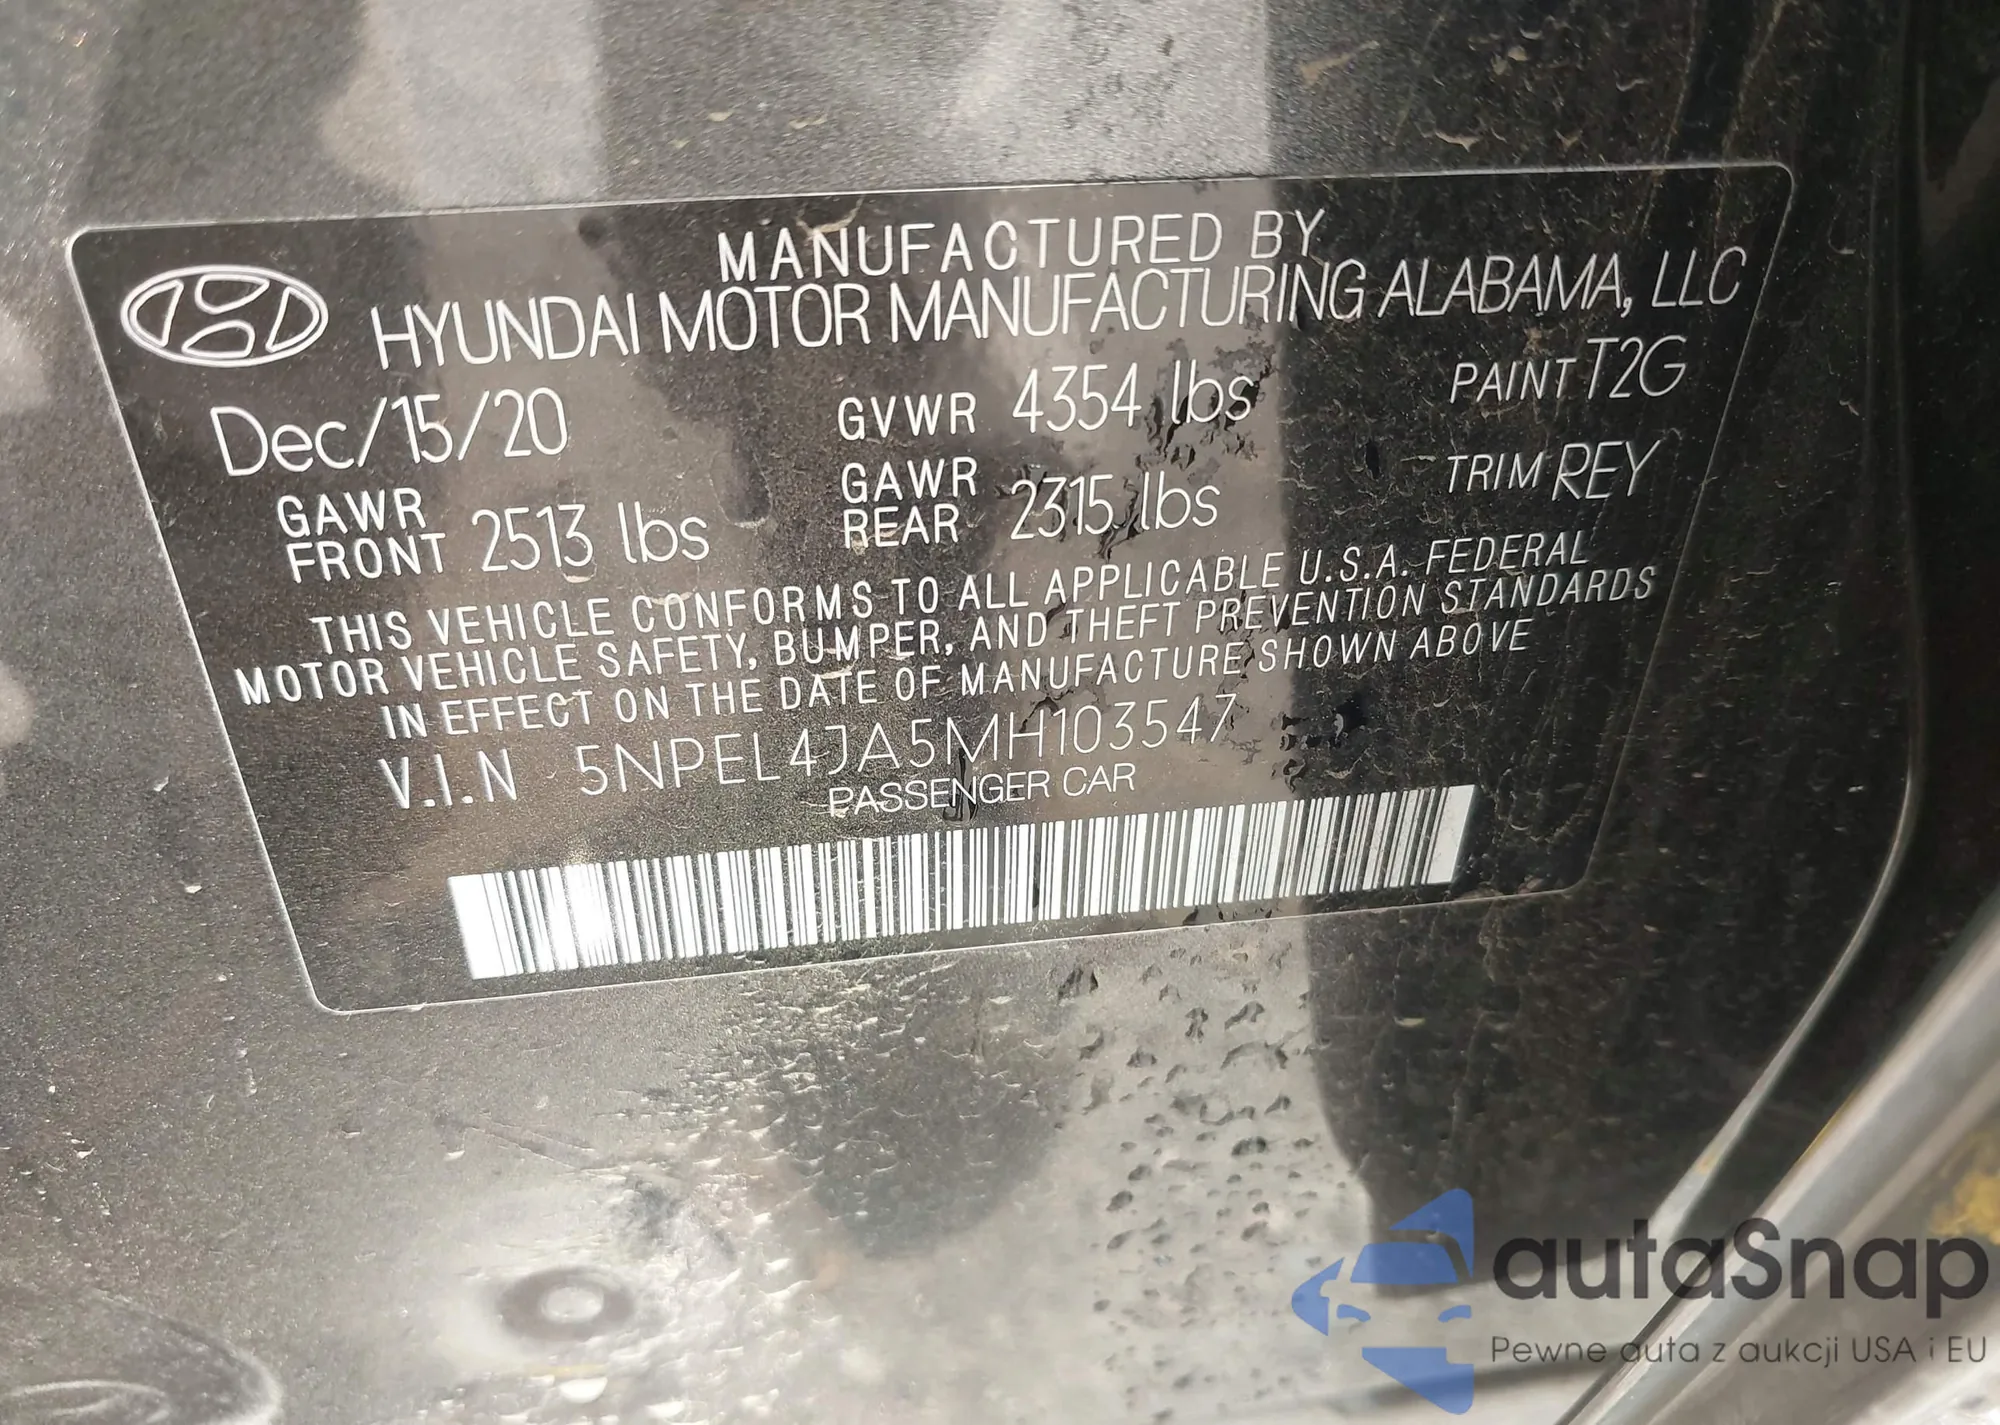 MANUFACTURED BY
HYUNDAI MOTOR MANUFACTURING ALABAMA, LLC
Dec/15/20 GVWR 4354 lbs PAINT T2G
GAWR FRONT 2513 lbs GAWR REAR 2315 lbs TRIM REY
THIS VEHICLE CONFORMS TO ALL APPLICABLE U.S.A. FEDERAL
MOTOR VEHICLE SAFETY, BUMPER, AND THEFT PREVENTION STANDARDS
IN EFFECT ON THE DATE OF MANUFACTURE SHOWN ABOVE
V.I.N 5NPEL4JA5MH103547
PASSENGER CAR
autaSnap
Pewne auta z aukcji USA i EU